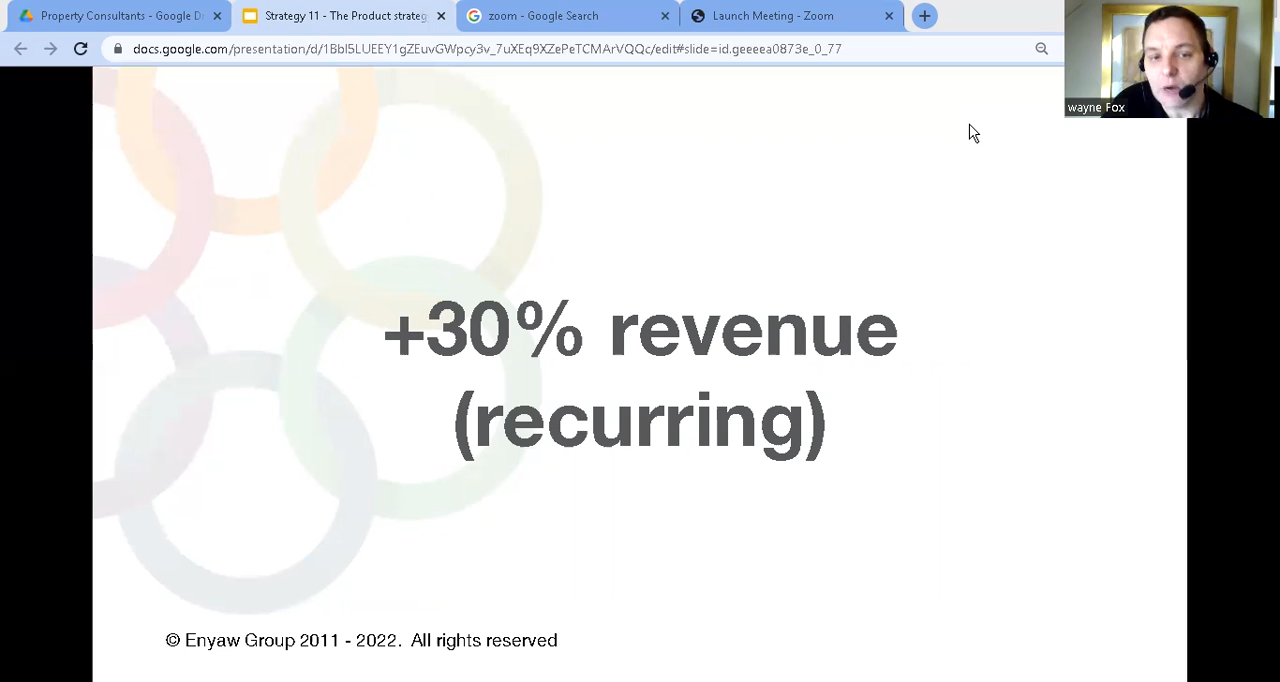 Property Consultants - Google Dr
Strategy 11 - The Product strateg
zoom - Google Search
Launch Meeting - Zoom
docs.google.com/presentation/d/1BbI5LUEEY1gZEuvGWpcy3v_7uXEq9XZePeTCMArVQQc/edit#slide=id.geeeea0873e_0_77
wayne Fox
+30% revenue
(recurring)
© Enyaw Group 2011 - 2022. All rights reserved